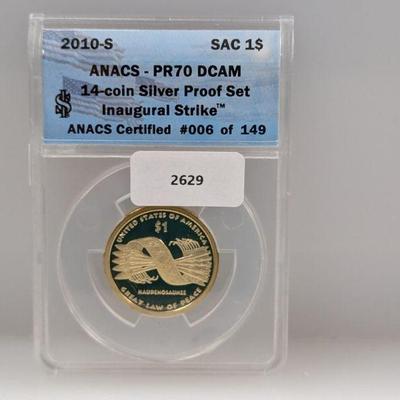 2010-S SAC 1$
ANACS - PR70 DCAM
14-coin Silver Proof Set
Inaugural Strike™
ANACS Certified #006 of 149
2629
UNITED STATES OF AMERICA
$1
HAUDENOSAUNEE
GREAT LAW OF PEACE